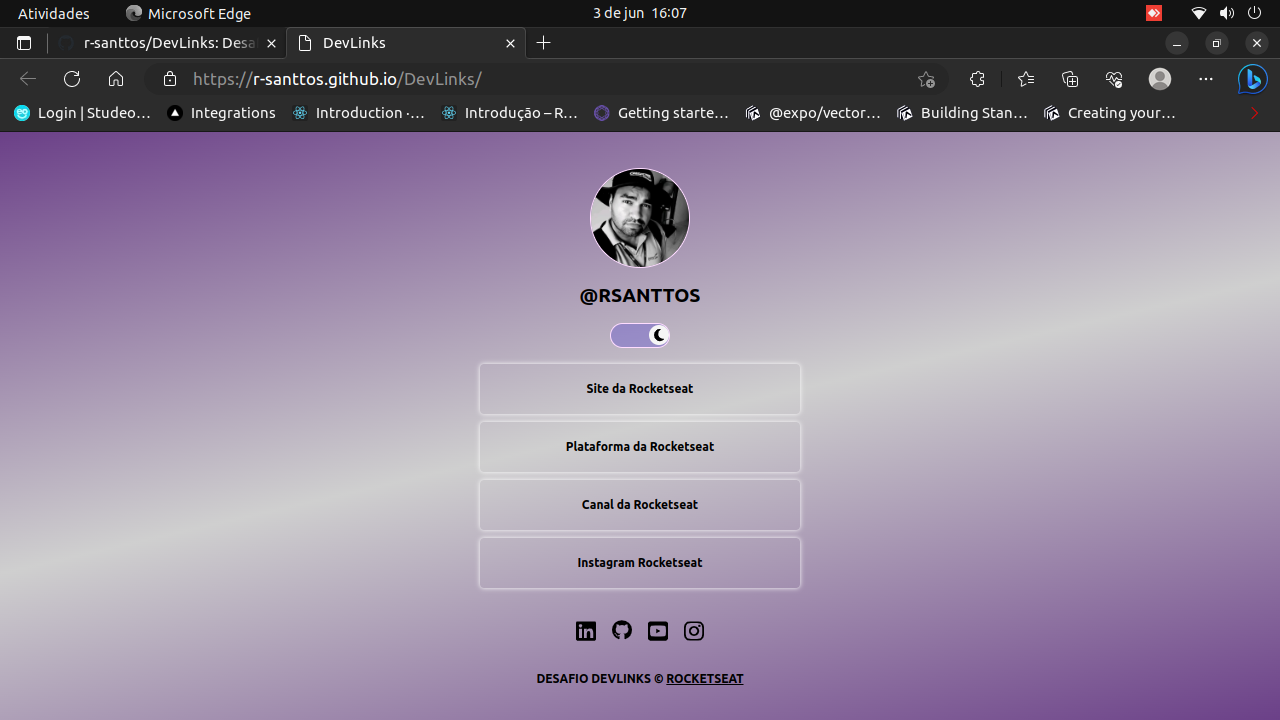 Atividades Microsoft Edge 3 de jun 16:07
r-santtos/DevLinks: Desa DevLinks
https://r-santtos.github.io/DevLinks/
Login | Studeo… Integrations Introduction ·… Introdução – R… Getting starte… @expo/vector… Building Stan… Creating your…
@RSANTTOS
Site da Rocketseat
Plataforma da Rocketseat
Canal da Rocketseat
Instagram Rocketseat
DESAFIO DEVLINKS © ROCKETSEAT